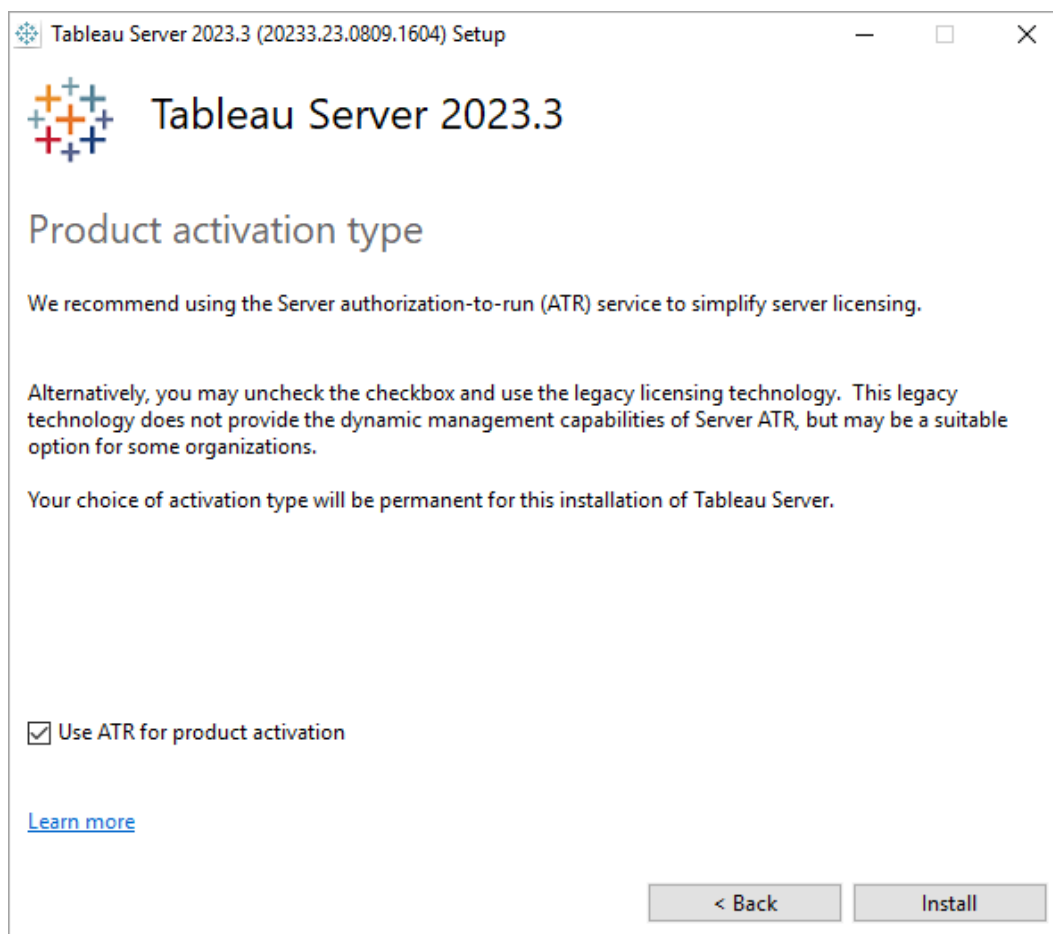 Tableau Server 2023.3 (20233.23.0809.1604) Setup
Tableau Server 2023.3
Product activation type
We recommend using the Server authorization-to-run (ATR) service to simplify server licensing.
Alternatively, you may uncheck the checkbox and use the legacy licensing technology.  This legacy
technology does not provide the dynamic management capabilities of Server ATR, but may be a suitable
option for some organizations.
Your choice of activation type will be permanent for this installation of Tableau Server.
Use ATR for product activation
Learn more
< Back
Install